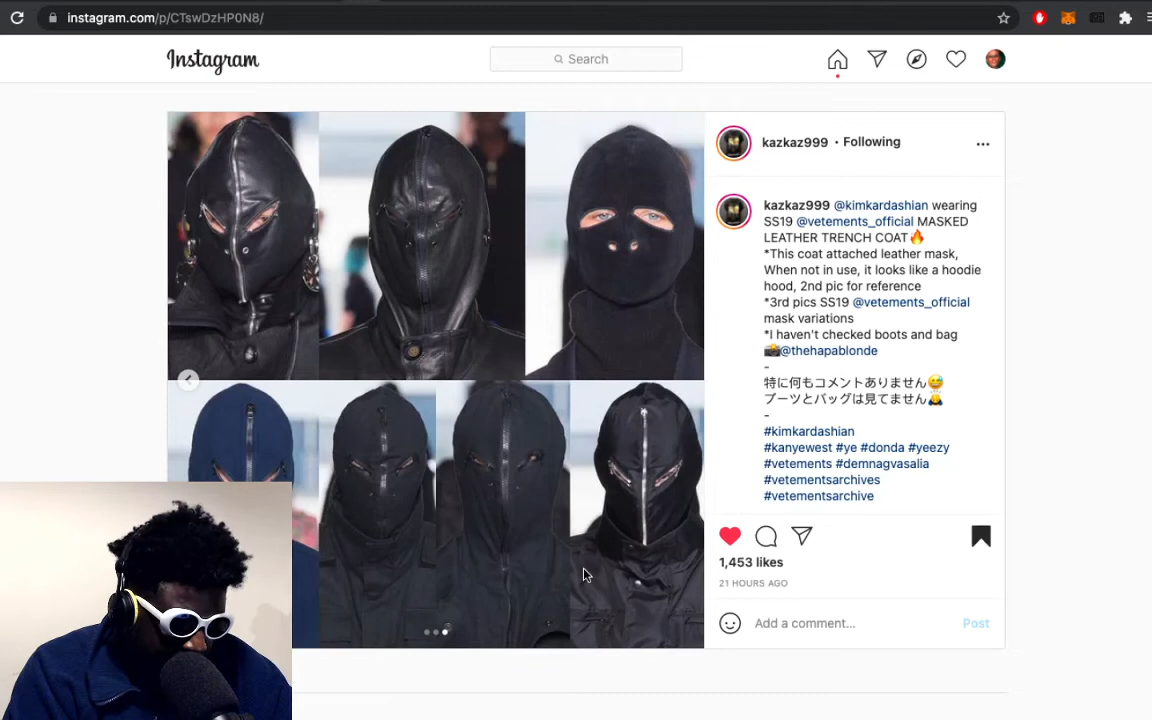 instagram.com/p/CTswDzHP0N8/
Instagram
Search
kazkaz999 • Following
kazkaz999 @kimkardashian wearing
SS19 @vetements_official MASKED
LEATHER TRENCH COAT🔥
*This coat attached leather mask,
When not in use, it looks like a hoodie
hood, 2nd pic for reference
*3rd pics SS19 @vetements_official
mask variations
*I haven't checked boots and bag
📸@thehapablonde
-
特に何もコメントありません😅
ブーツとバッグは見てません🙇
-
#kimkardashian
#kanyewest #ye #donda #yeezy
#vetements #demnagvasalia
#vetementsarchives
#vetementsarchive
1,453 likes
21 HOURS AGO
Add a comment...
Post